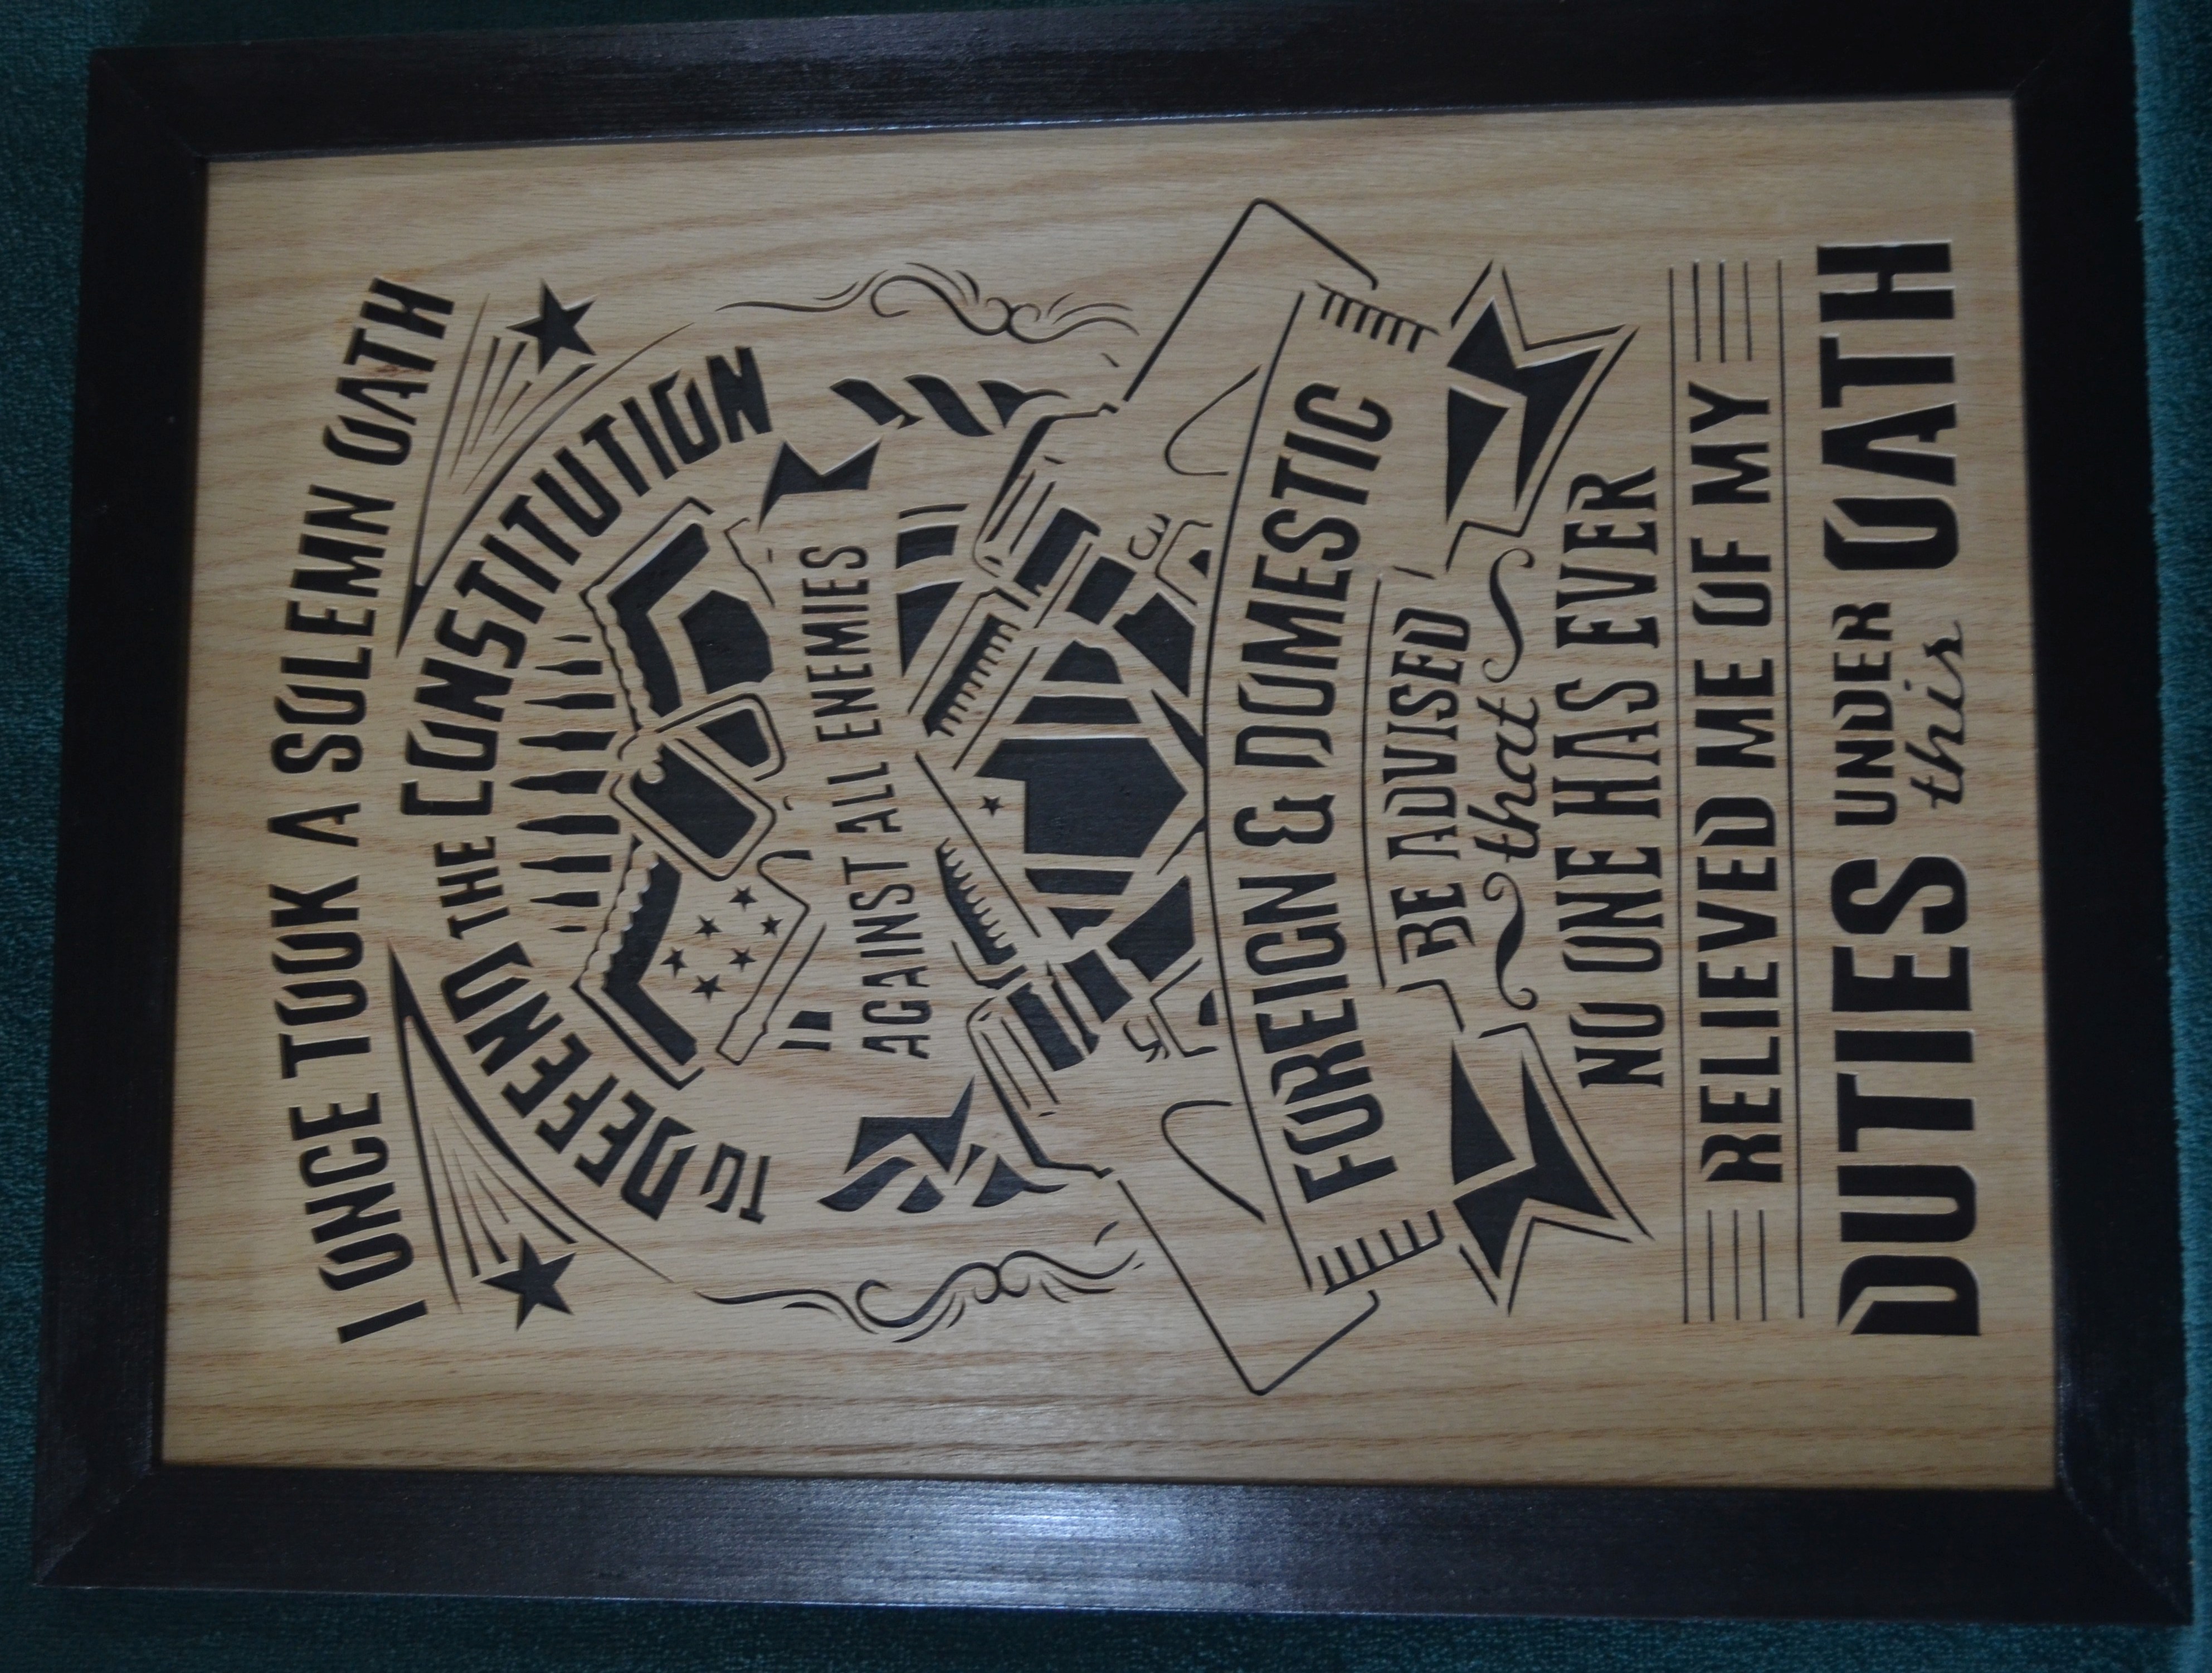 I ONCE TOOK A SOLEMN OATH
TO DEFEND THE CONSTITUTION
AGAINST ALL ENEMIES
FOREIGN & DOMESTIC
BE ADVISED
that
NO ONE HAS EVER
RELIEVED ME OF MY
DUTIES UNDER this OATH